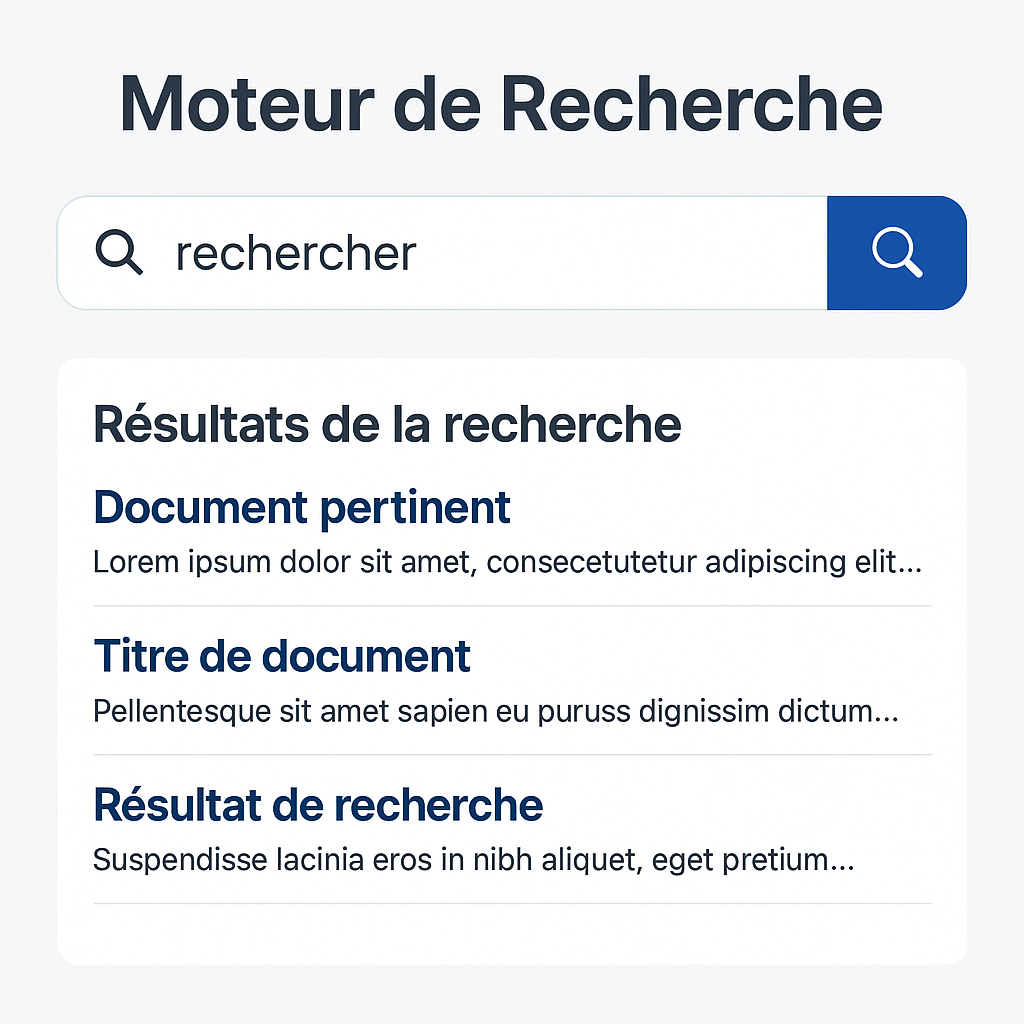 Moteur de Recherche
rechercher
Résultats de la recherche
Document pertinent
Lorem ipsum dolor sit amet, consecetutetur adipiscing elit...
Titre de document
Pellentesque sit amet sapien eu puruss dignissim dictum...
Résultat de recherche
Suspendisse lacinia eros in nibh aliquet, eget pretium...